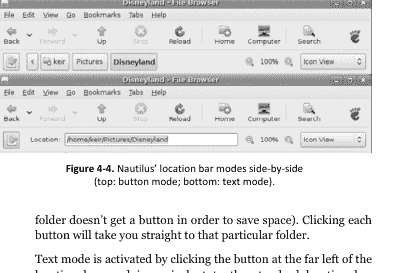 Disneyland - File Browser
File Edit View Go Bookmarks Tabs Help
Back Forward Up Stop Reload Home Computer Search
keir Pictures Disneyland 100% Icon View
Disneyland - File Browser
File Edit View Go Bookmarks Tabs Help
Back Forward Up Stop Reload Home Computer Search
Location: /home/keir/Pictures/Disneyland 100% Icon View
Figure 4-4. Nautilus’ location bar modes side-by-side
(top: button mode; bottom: text mode).
folder doesn’t get a button in order to save space). Clicking each
button will take you straight to that particular folder.
Text mode is activated by clicking the button at the far left of the